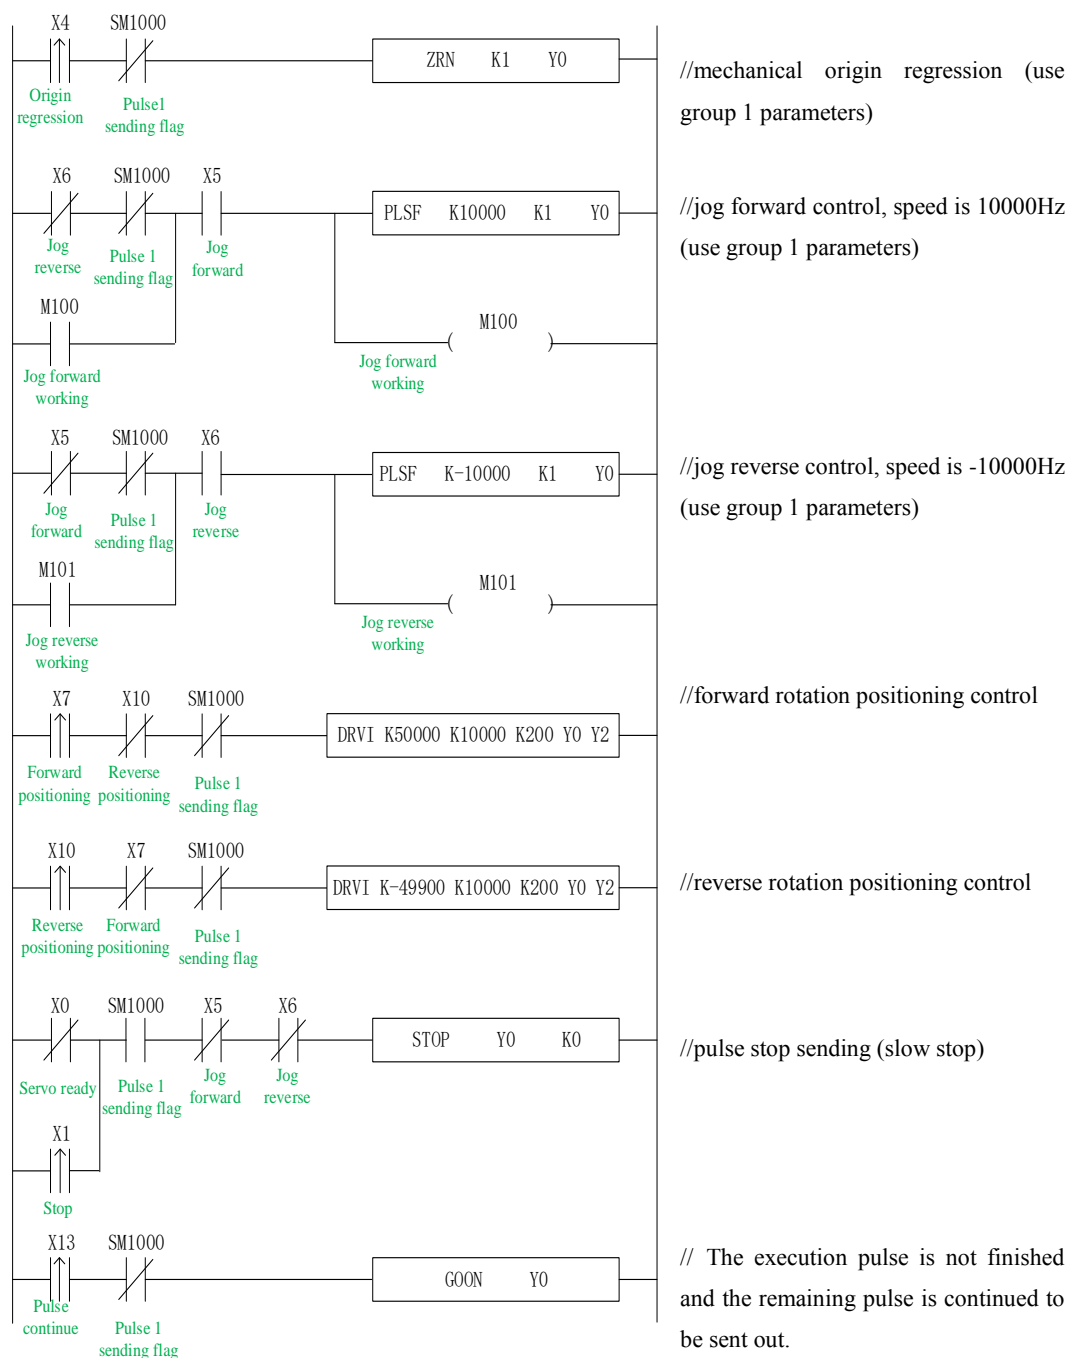 X4 SM1000
ZRN K1 Y0
Origin
regression
Pulse1
sending flag
//mechanical origin regression (use
group 1 parameters)
X6 SM1000 X5
PLSF K10000 K1 Y0
Jog
reverse
Pulse 1
sending flag
Jog
forward
//jog forward control, speed is 10000Hz
(use group 1 parameters)
M100
Jog forward
working
M100
( )
Jog forward
working
X5 SM1000 X6
PLSF K-10000 K1 Y0
Jog
forward
Pulse 1
sending flag
Jog
reverse
//jog reverse control, speed is -10000Hz
(use group 1 parameters)
M101
Jog reverse
working
M101
( )
Jog reverse
working
X7 X10 SM1000
DRVI K50000 K10000 K200 Y0 Y2
Forward
positioning
Reverse
positioning
Pulse 1
sending flag
//forward rotation positioning control
X10 X7 SM1000
DRVI K-49900 K10000 K200 Y0 Y2
Reverse
positioning
Forward
positioning
Pulse 1
sending flag
//reverse rotation positioning control
X0 SM1000 X5 X6
STOP Y0 K0
Servo ready
Pulse 1
sending flag
Jog
forward
Jog
reverse
//pulse stop sending (slow stop)
X1
Stop
X13 SM1000
GOON Y0
Pulse
continue
Pulse 1
sending flag
// The execution pulse is not finished
and the remaining pulse is continued to
be sent out.